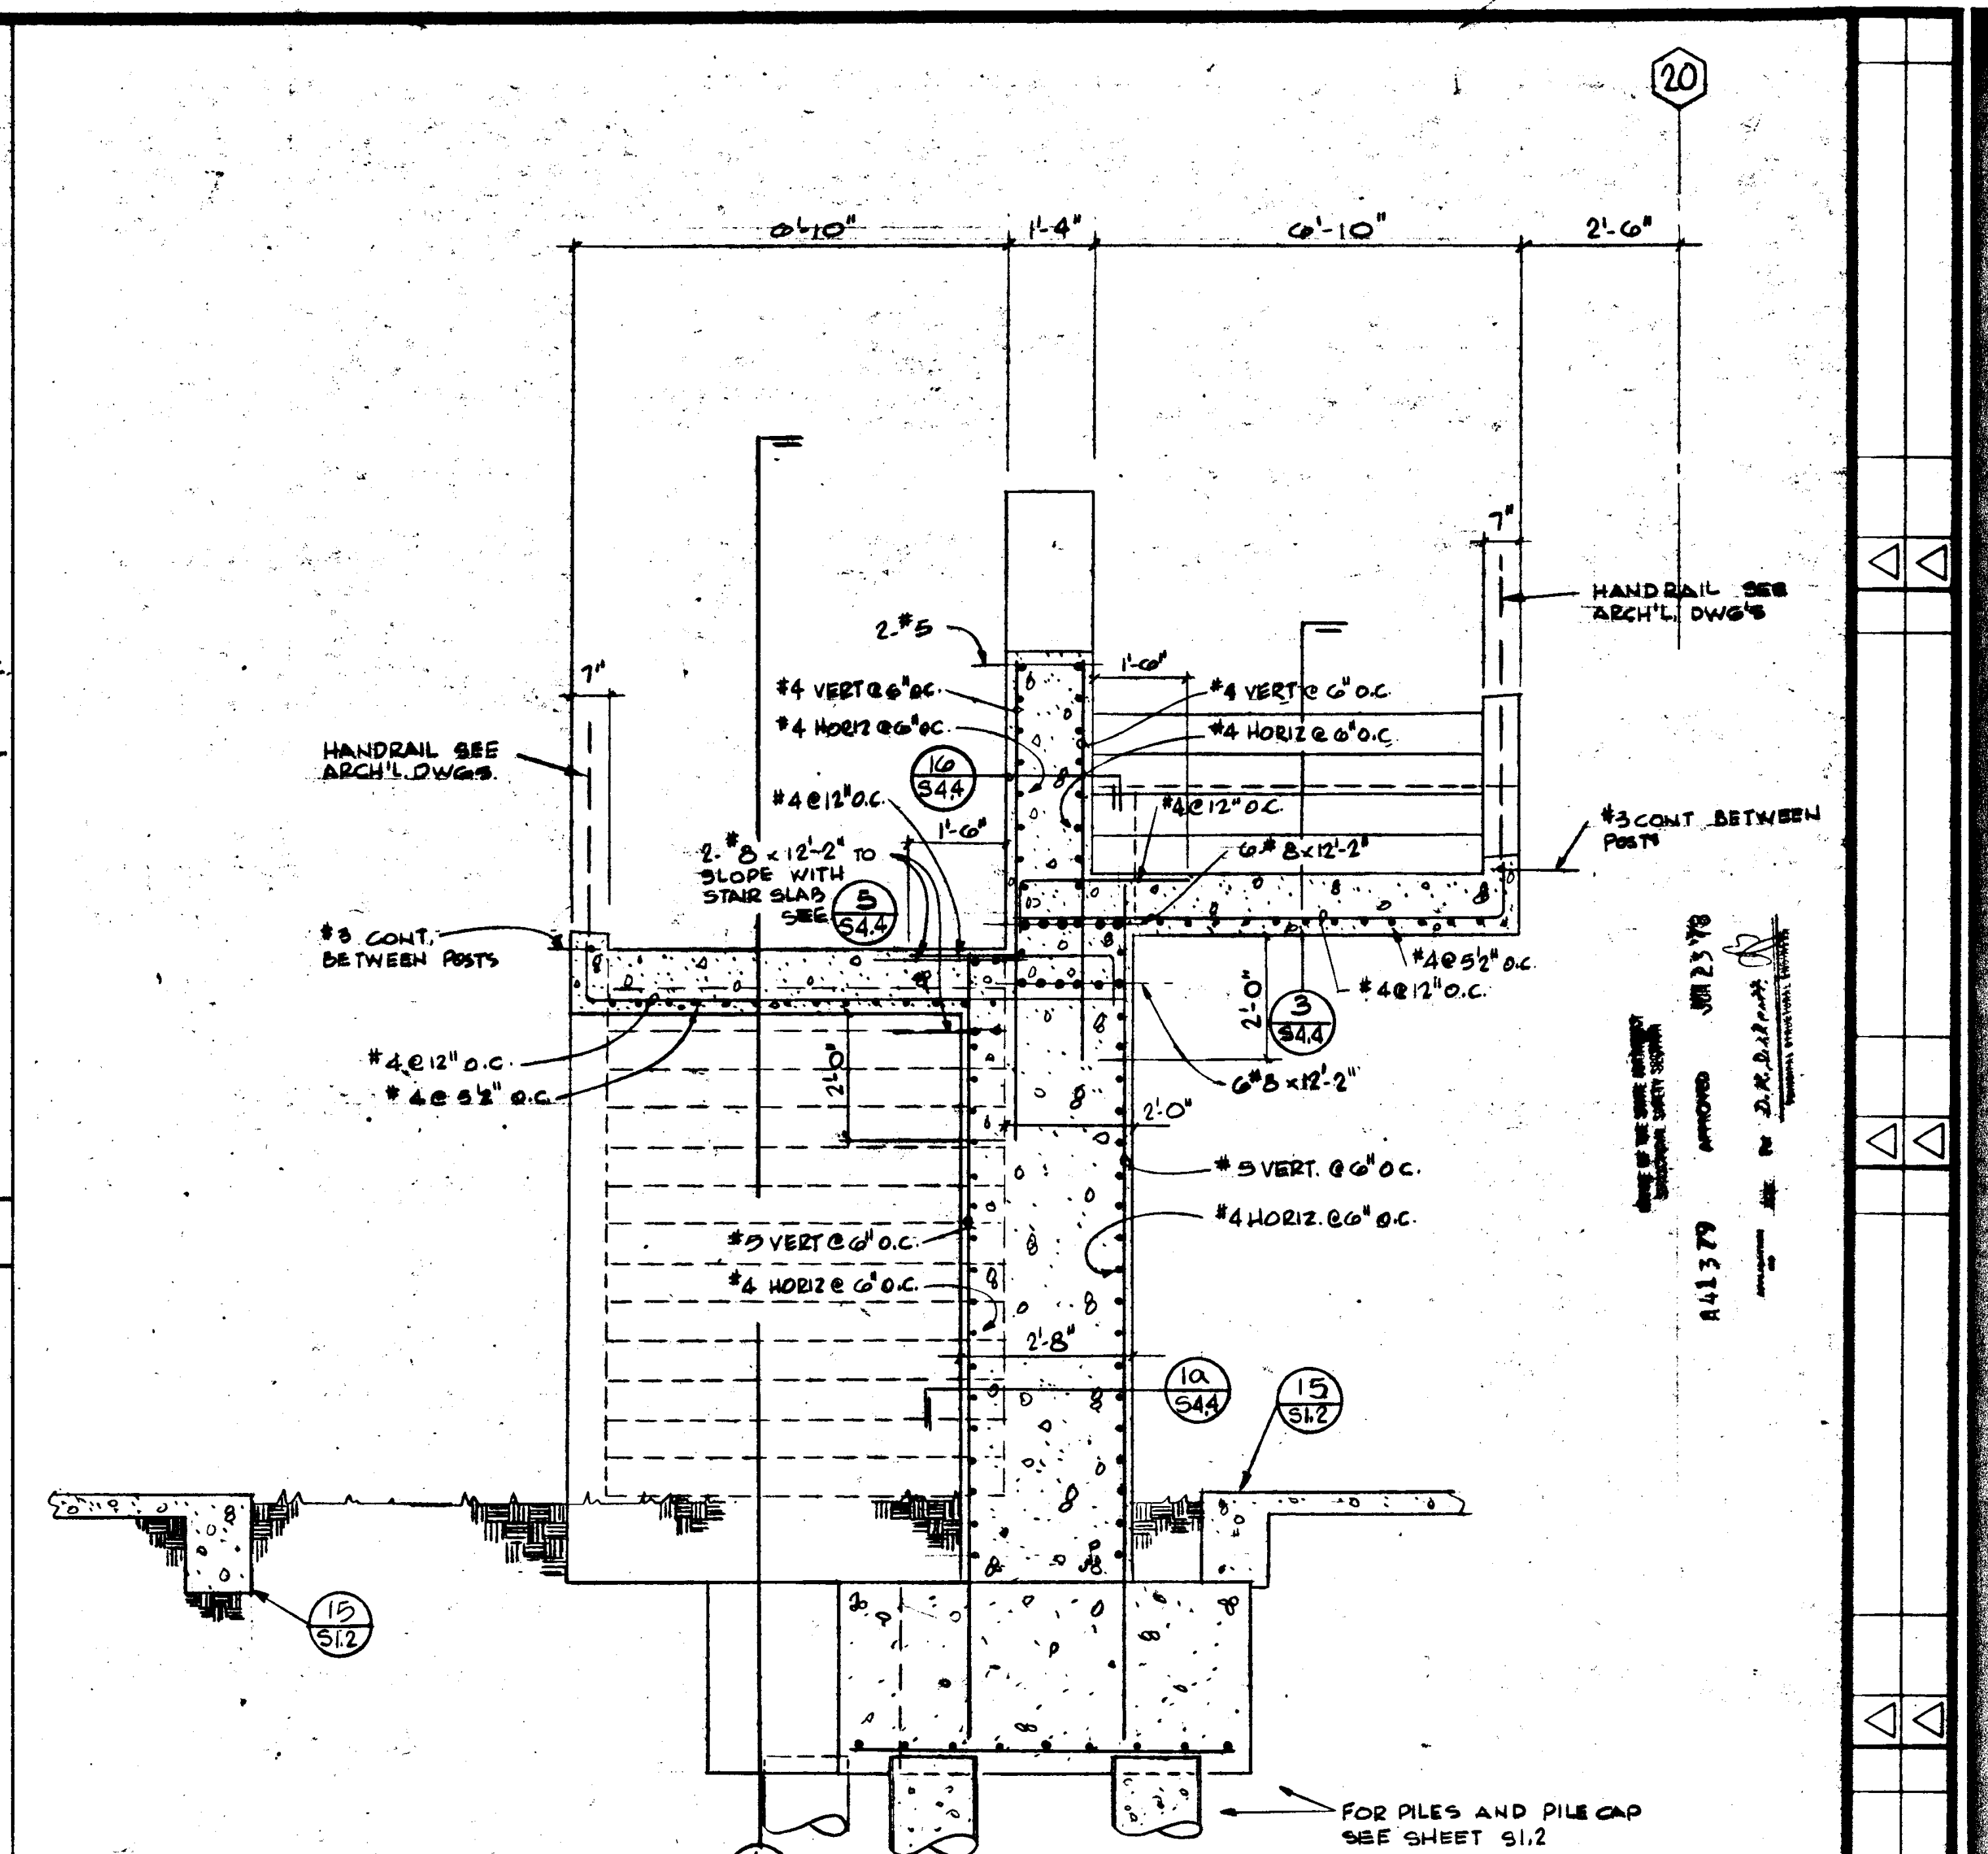 20
6'-10"
1'-4"
6'-10"
2'-6"
7"
HANDRAIL SEE
ARCH'L. DWG'S
2-#5
1'-6"
7"
#4 VERT @ 6" O.C.
#4 VERT @ 6" O.C.
#4 HORIZ @ 6" O.C.
#4 HORIZ @ 6" O.C.
HANDRAIL SEE
ARCH'L. DWGS.
16
S4.4
#4 @ 12" O.C.
#4 @ 12" O.C.
#3 CONT BETWEEN
POSTS
1'-6"
2-#8 x 12'-2" TO
SLOPE WITH
STAIR SLAB
SEE
5
S4.4
6#8 x 12'-2"
#3 CONT.
BETWEEN POSTS
#4 @ 5½" O.C.
#4 @ 12" O.C.
2'-0"
3
S4.4
#4 @ 12" O.C.
#4 @ 5½" O.C.
2'-0"
6#8 x 12'-2"
2'-0"
#5 VERT. @ 6" O.C.
#4 HORIZ. @ 6" O.C.
#5 VERT @ 6" O.C.
#4 HORIZ @ 6" O.C.
2'-8"
1a
S4.4
15
S1.2
15
S1.2
FOR PILES AND PILE CAP
SEE SHEET S1.2
APPROVED
23 '78
A41379